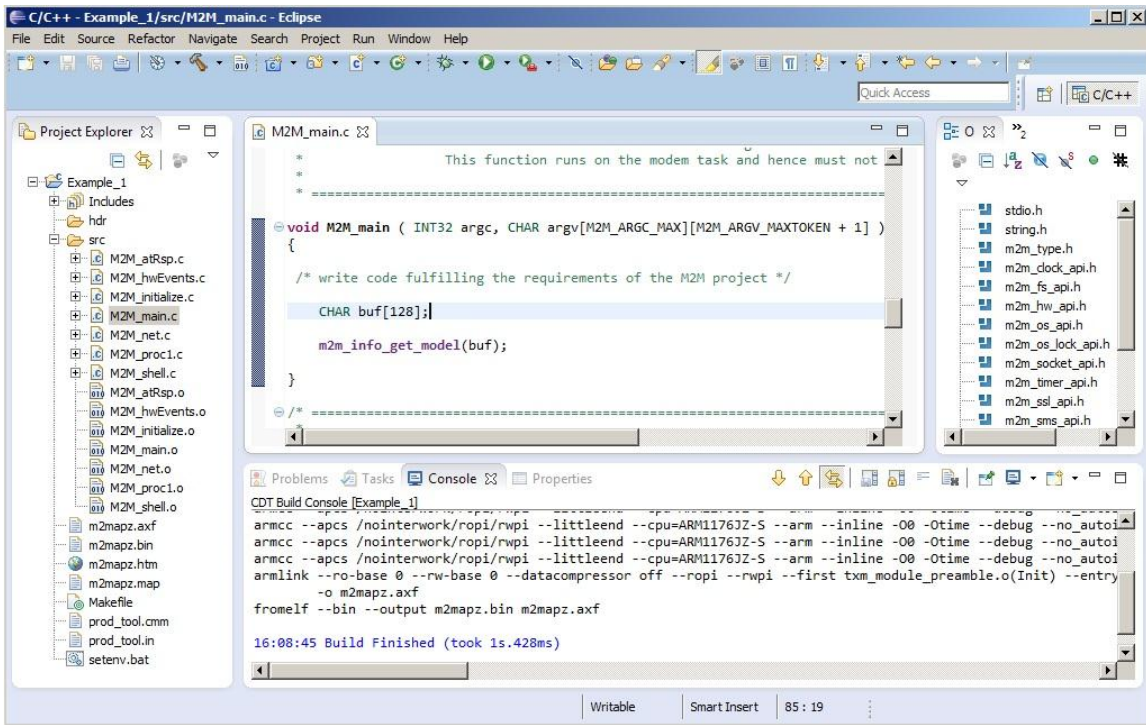 C/C++ - Example_1/src/M2M_main.c - Eclipse
File Edit Source Refactor Navigate Search Project Run Window Help
Quick Access
C/C++
Project Explorer
Example_1
Includes
hdr
src
M2M_atRsp.c
M2M_hwEvents.c
M2M_initialize.c
M2M_main.c
M2M_net.c
M2M_proc1.c
M2M_shell.c
M2M_atRsp.o
M2M_hwEvents.o
M2M_initialize.o
M2M_main.o
M2M_net.o
M2M_proc1.o
M2M_shell.o
m2mapz.axf
m2mapz.bin
m2mapz.htm
m2mapz.map
Makefile
prod_tool.cmm
prod_tool.in
setenv.bat
M2M_main.c
* This function runs on the modem task and hence must not
*
* ==========================================================================
void M2M_main ( INT32 argc, CHAR argv[M2M_ARGC_MAX][M2M_ARGV_MAXTOKEN + 1] )
{
/* write code fulfilling the requirements of the M2M project */
CHAR buf[128];
m2m_info_get_model(buf);
}
/* ==========================================================================
*
O
2
stdio.h
string.h
m2m_type.h
m2m_clock_api.h
m2m_fs_api.h
m2m_hw_api.h
m2m_os_api.h
m2m_os_lock_api.h
m2m_socket_api.h
m2m_timer_api.h
m2m_ssl_api.h
m2m_sms_api.h
Problems Tasks Console Properties
CDT Build Console [Example_1]
armcc --apcs /nointerwork/ropi/rwpi --littleend --cpu=ARM1176JZ-S --arm --inline -O0 -Otime --debug --no_autoi
armcc --apcs /nointerwork/ropi/rwpi --littleend --cpu=ARM1176JZ-S --arm --inline -O0 -Otime --debug --no_autoi
armcc --apcs /nointerwork/ropi/rwpi --littleend --cpu=ARM1176JZ-S --arm --inline -O0 -Otime --debug --no_autoi
armlink --ro-base 0 --rw-base 0 --datacompressor off --ropi --rwpi --first txm_module_preamble.o(Init) --entry
-o m2mapz.axf
fromelf --bin --output m2mapz.bin m2mapz.axf
16:08:45 Build Finished (took 1s.428ms)
Writable Smart Insert 85 : 19